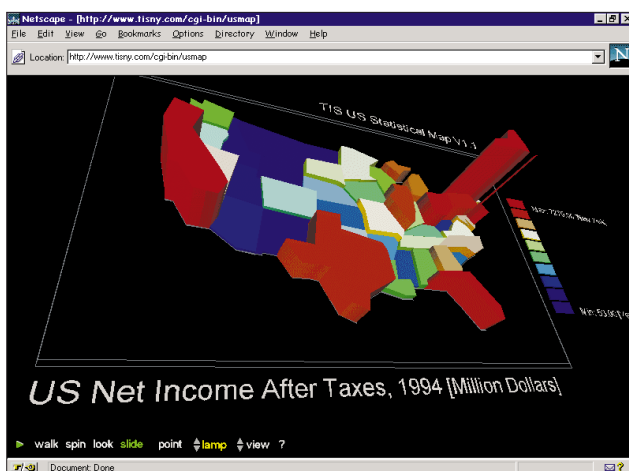 Netscape - [http://www.tisny.com/cgi-bin/usmap]
File Edit View Go Bookmarks Options Directory Window Help
Location: http://www.tisny.com/cgi-bin/usmap
N
TIS US Statistical Map V1.1
New York
US Net Income After Taxes, 1994 [Million Dollars]
walk spin look slide point lamp view ?
Document: Done